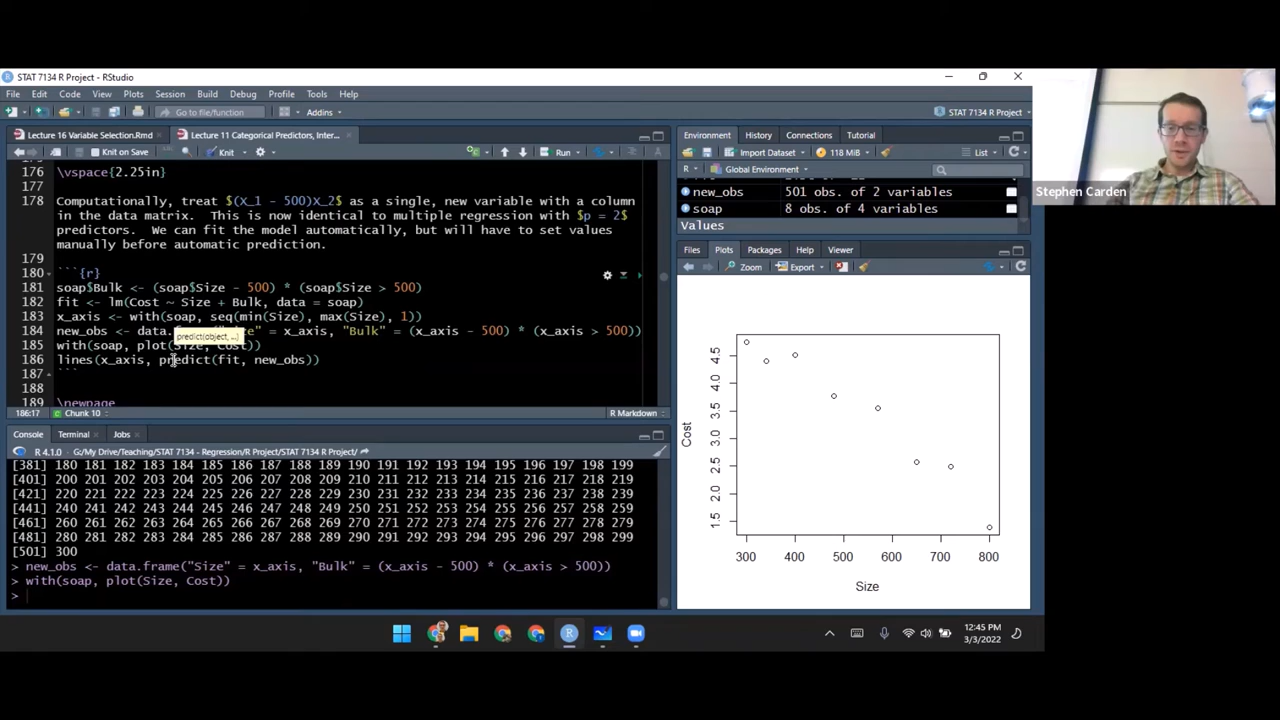 STAT 7134 R Project - RStudio
File Edit Code View Plots Session Build Debug Profile Tools Help
Go to file/function Addins STAT 7134 R Project
Lecture 16 Variable Selection.Rmd Lecture 11 Categorical Predictors, Inter...
Knit on Save Knit Run
176 \vspace{2.25in}
177
178 Computationally, treat $(x_1 - 500)x_2$ as a single, new variable with a column
in the data matrix. This is now identical to multiple regression with $p = 2$
predictors. We can fit the model automatically, but will have to set values
manually before automatic prediction.
179
180 ```{r}
181 soap$Bulk <- (soap$Size - 500) * (soap$Size > 500)
182 fit <- lm(Cost ~ Size + Bulk, data = soap)
183 x_axis <- with(soap, seq(min(Size), max(Size), 1))
184 new_obs <- data. = x_axis, "Bulk" = (x_axis - 500) * (x_axis > 500))
predict(object, ...)
185 with(soap, plot(Size, Cost))
186 lines(x_axis, predict(fit, new_obs))
187 ```
188
189 \newpage
186:17 Chunk 10 R Markdown
Console Terminal Jobs
R 4.1.0 · G:/My Drive/Teaching/STAT 7134 - Regression/R Project/R Project/
[381] 180 181 182 183 184 185 186 187 188 189 190 191 192 193 194 195 196 197 198 199
[401] 200 201 202 203 204 205 206 207 208 209 210 211 212 213 214 215 216 217 218 219
[421] 220 221 222 223 224 225 226 227 228 229 230 231 232 233 234 235 236 237 238 239
[441] 240 241 242 243 244 245 246 247 248 249 250 251 252 253 254 255 256 257 258 259
[461] 260 261 262 263 264 265 266 267 268 269 270 271 272 273 274 275 276 277 278 279
[481] 280 281 282 283 284 285 286 287 288 289 290 291 292 293 294 295 296 297 298 299
[501] 300
> new_obs <- data.frame("Size" = x_axis, "Bulk" = (x_axis - 500) * (x_axis > 500))
> with(soap, plot(Size, Cost))
>
Environment History Connections Tutorial
Import Dataset 118 MiB List
R Global Environment
new_obs 501 obs. of 2 variables
soap 8 obs. of 4 variables
Values
Files Plots Packages Help Viewer
Zoom Export
Cost
4.5
4.0
3.5
3.0
2.5
2.0
1.5
300 400 500 600 700 800
Size
Stephen Carden
12:45 PM
3/3/2022